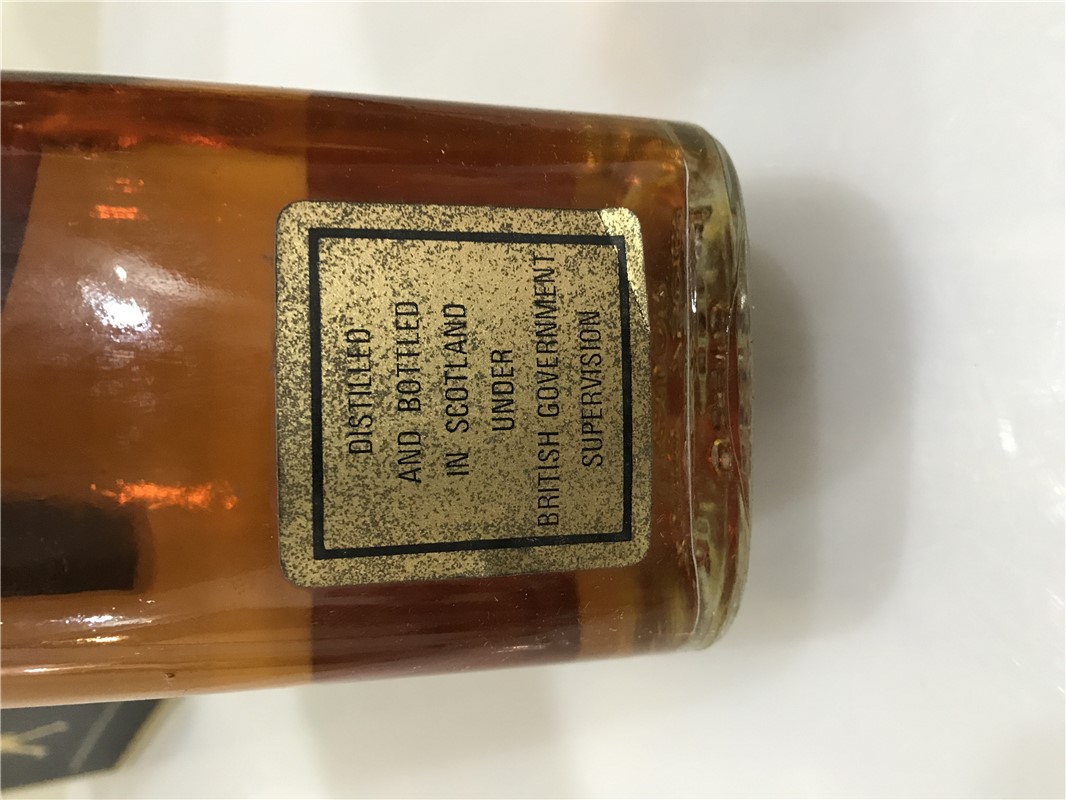 DISTILLED
AND BOTTLED
IN SCOTLAND
UNDER
BRITISH GOVERNMENT
SUPERVISION